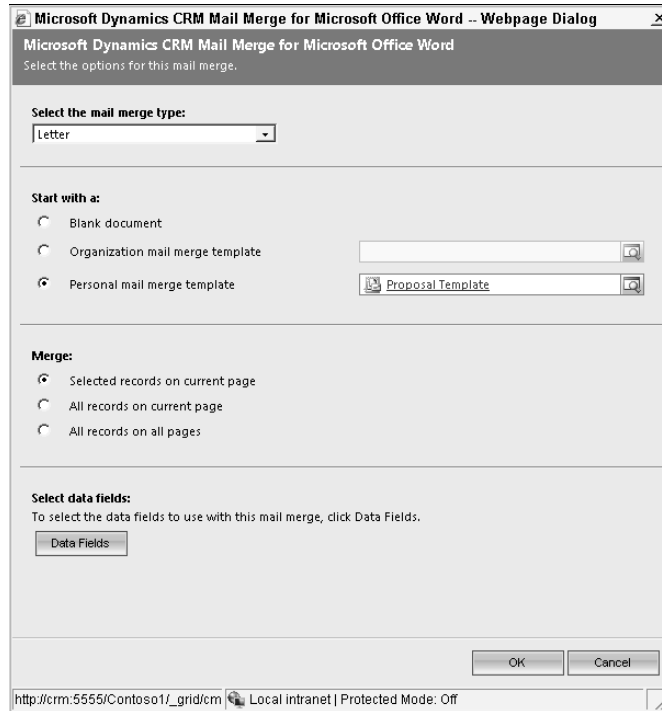 Microsoft Dynamics CRM Mail Merge for Microsoft Office Word -- Webpage Dialog
Microsoft Dynamics CRM Mail Merge for Microsoft Office Word
Select the options for this mail merge.
Select the mail merge type:
Letter
Start with a:
Blank document
Organization mail merge template
Personal mail merge template Proposal Template
Merge:
Selected records on current page
All records on current page
All records on all pages
Select data fields:
To select the data fields to use with this mail merge, click Data Fields.
Data Fields
OK Cancel
http://crm:5555/Contoso1/_grid/cm Local intranet | Protected Mode: Off